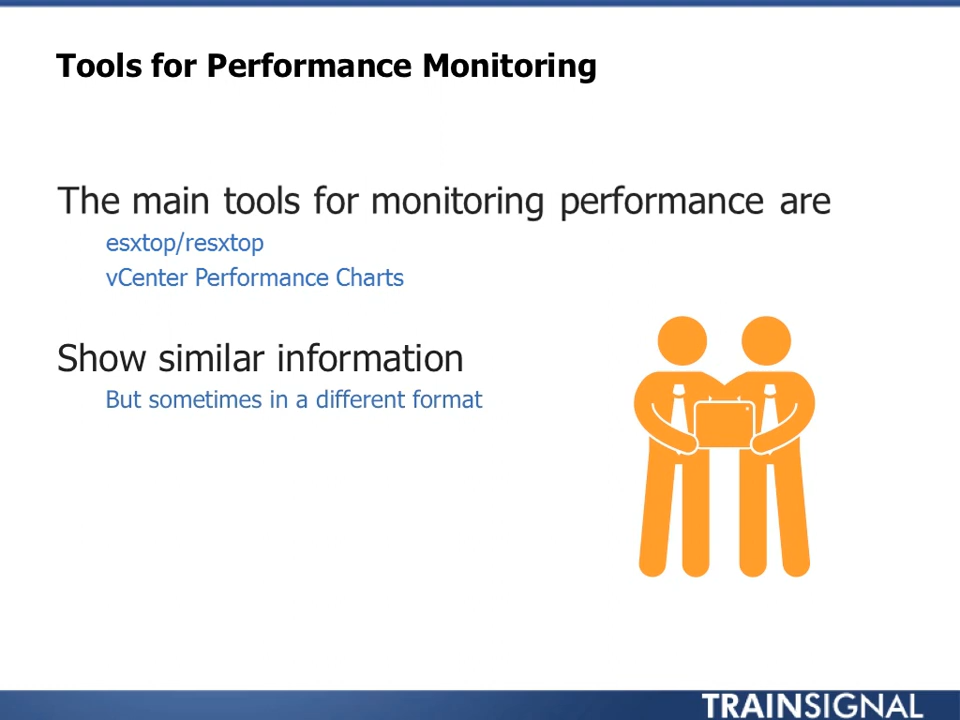 Tools for Performance Monitoring
The main tools for monitoring performance are
esxtop/resxtop
vCenter Performance Charts
Show similar information
But sometimes in a different format
TRAINSIGNAL